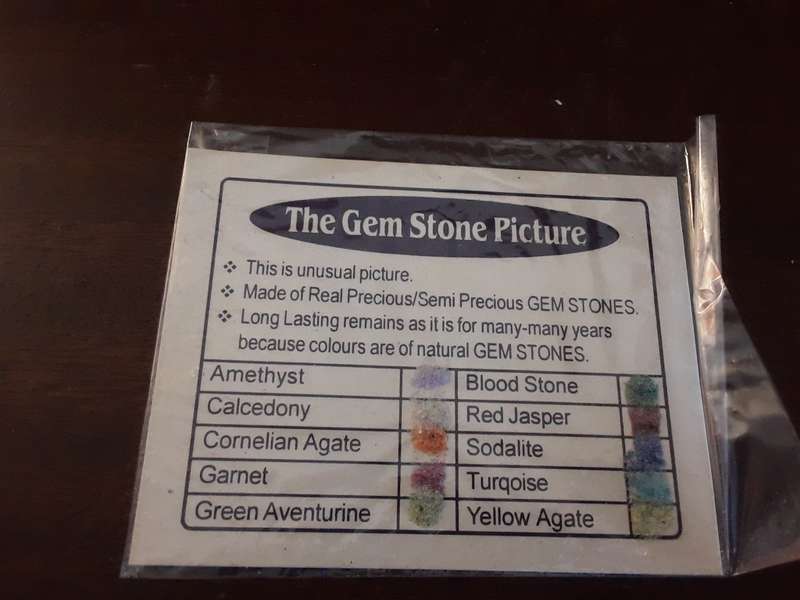 The Gem Stone Picture
This is unusual picture.
Made of Real Precious/Semi Precious GEM STONES.
Long Lasting remains as it is for many-many years
because colours are of natural GEM STONES.
Amethyst Blood Stone
Calcedony Red Jasper
Cornelian Agate Sodalite
Garnet Turqoise
Green Aventurine Yellow Agate